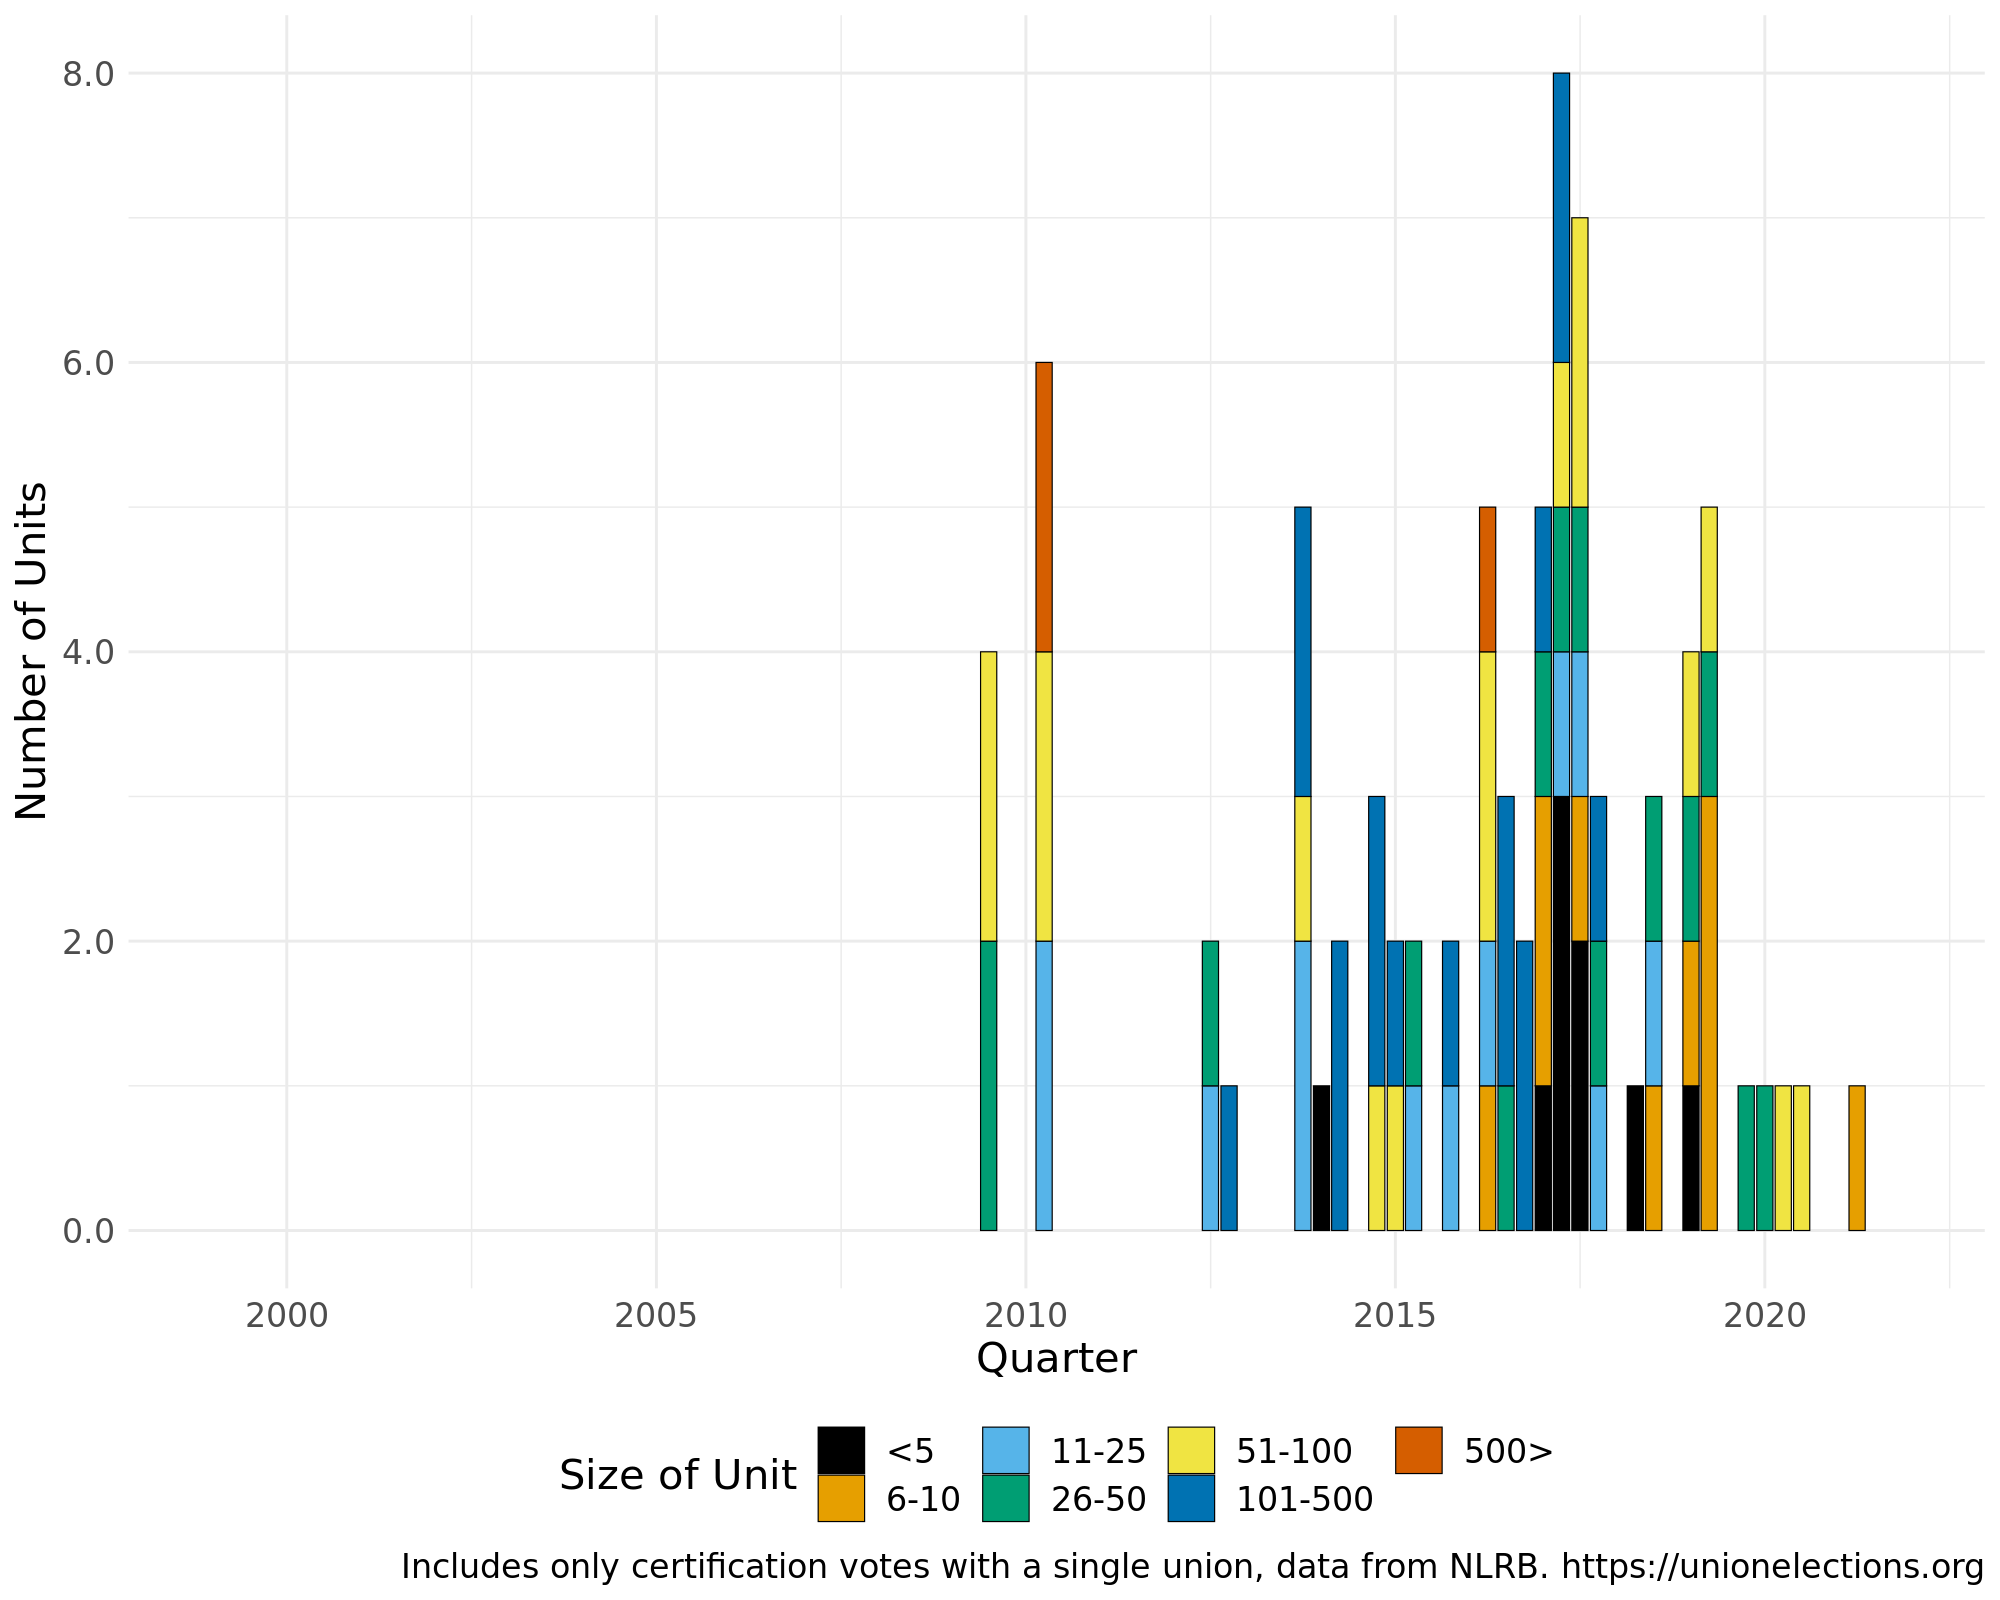 8.0
6.0
4.0
2.0
0.0
Number of Units
2000 2005 2010 2015 2020
Quarter
Size of Unit
<5 11-25 51-100 500>
6-10 26-50 101-500
Includes only certification votes with a single union, data from NLRB. https://unionelections.org